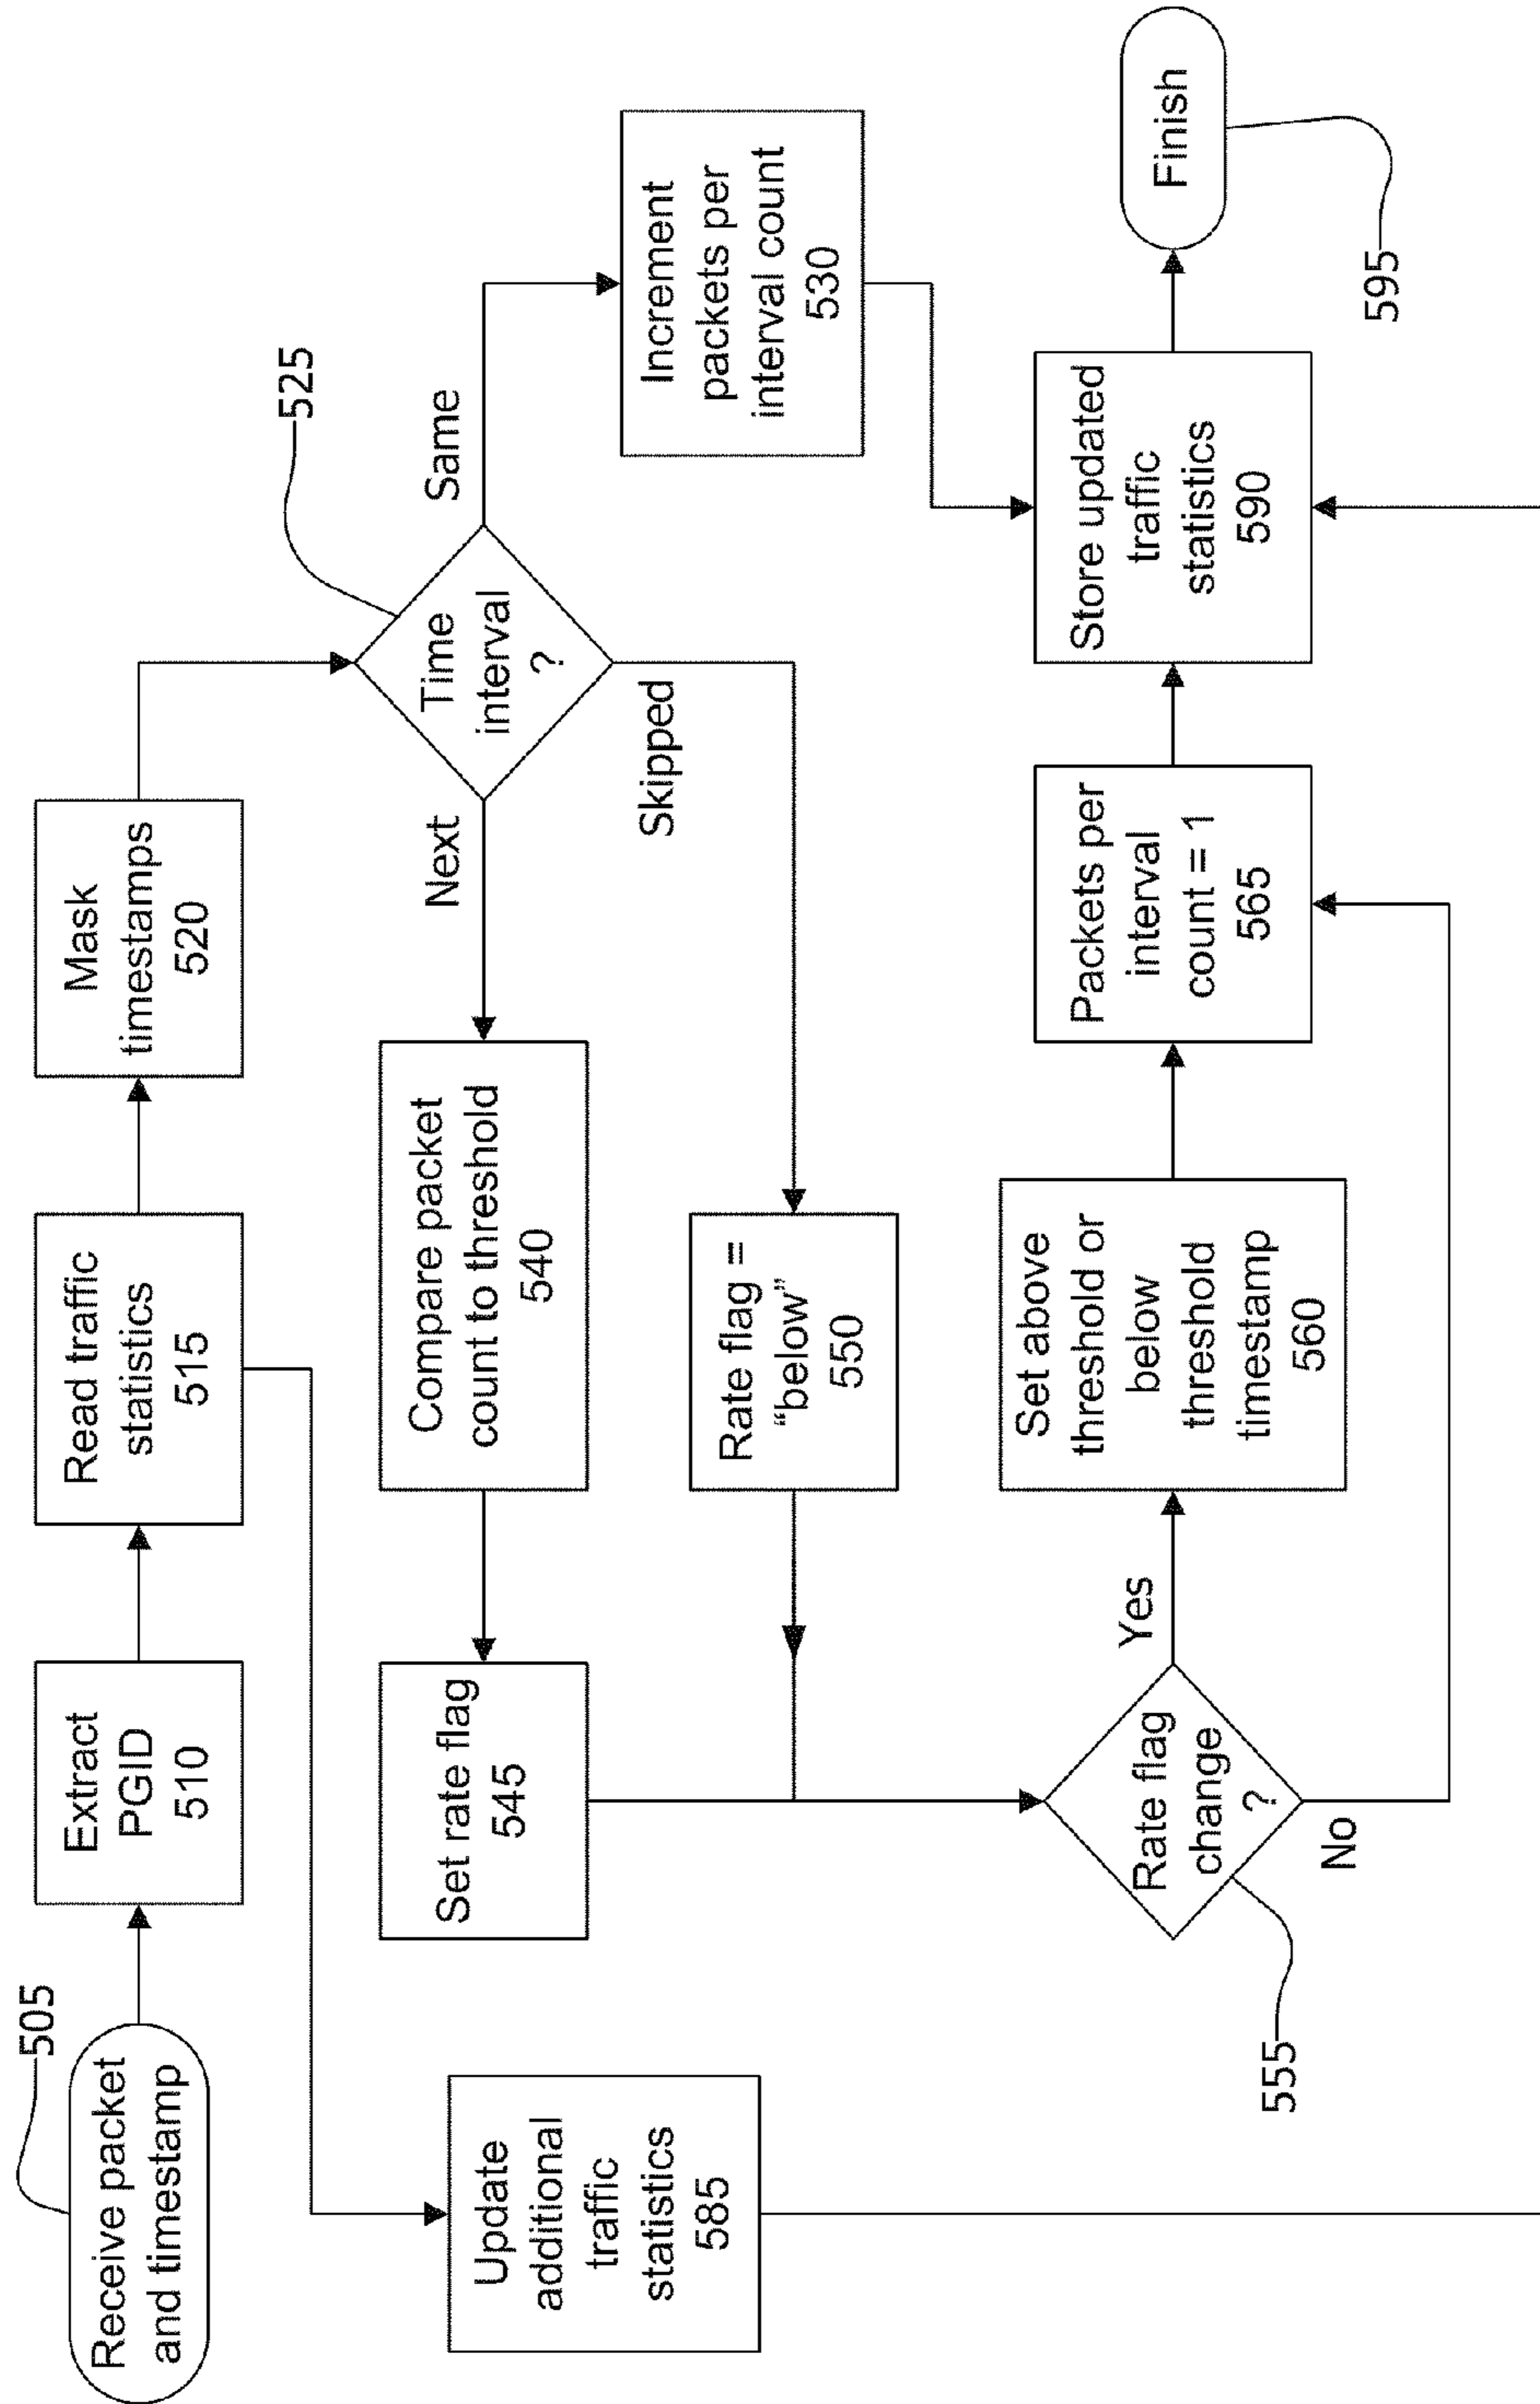 505
Receive packet
and timestamp
Extract
PGID
510
Read traffic
statistics
515
Mask
timestamps
520
525
Time
interval
?
Same
Next
Skipped
Increment
packets per
interval count
530
Compare packet
count to threshold
540
Set rate flag
545
Rate flag =
“below”
550
Update
additional
traffic
statistics
585
555
Rate flag
change
?
Yes
No
Set above
threshold or
below
threshold
timestamp
560
Packets per
interval
count = 1
565
Store updated
traffic
statistics
590
Finish
595